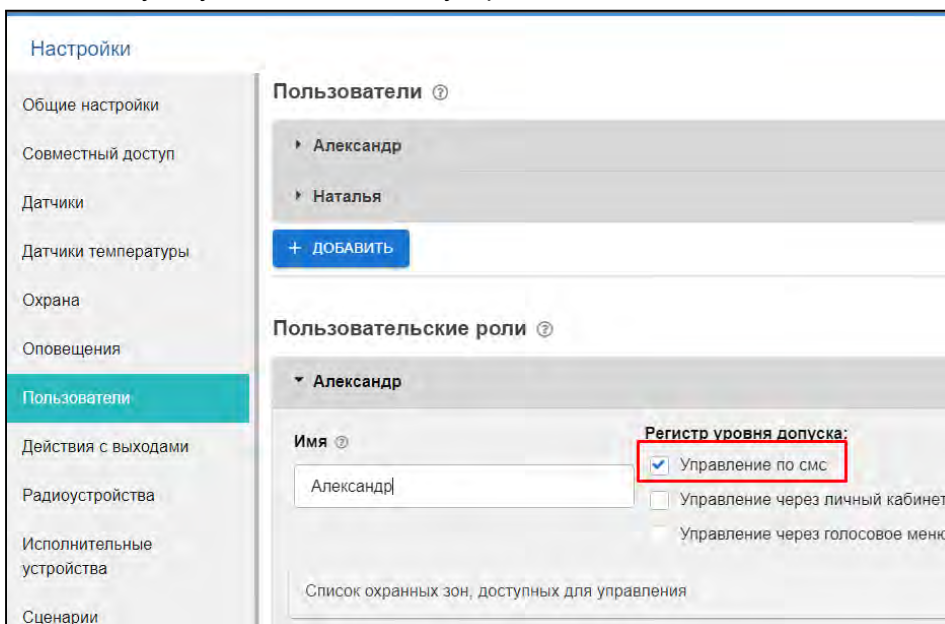 Настройки
Общие настройки
Совместный доступ
Датчики
Датчики температуры
Охрана
Оповещения
Пользователи
Действия с выходами
Радиоустройства
Исполнительные
устройства
Сценарии
Пользователи
Александр
Наталья
+ ДОБАВИТЬ
Пользовательские роли
Александр
Имя
Александр
Регистр уровня допуска:
Управление по смс
Управление через личный кабинет
Управление через голосовое меню
Список охранных зон, доступных для управления